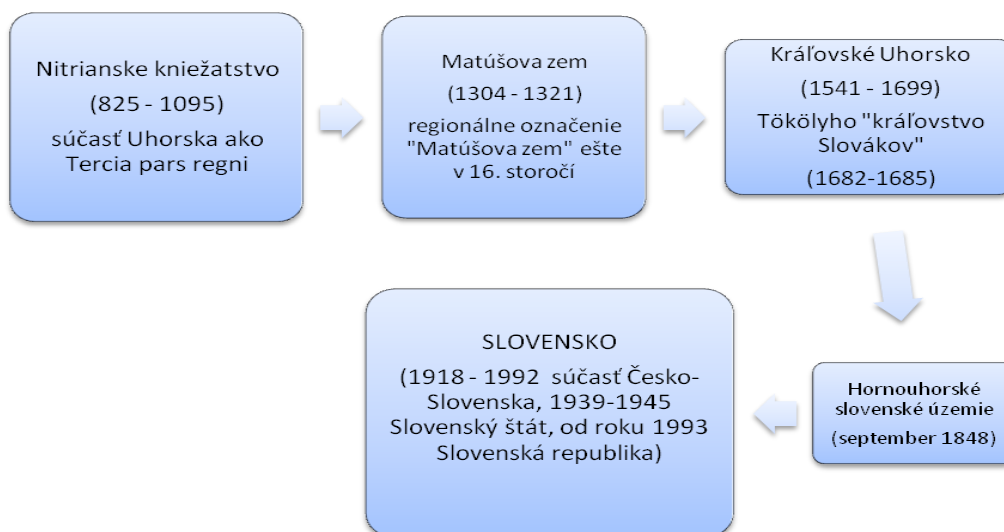 Nitrianske kniežatstvo
(825 - 1095)
súčasť Uhorska ako
Tercia pars regni
Matúšova zem
(1304 - 1321)
regionálne označenie
"Matúšova zem" ešte
v 16. storočí
Kráľovské Uhorsko
(1541 - 1699)
Tökölyho "kráľovstvo
Slovákov"
(1682-1685)
Hornouhorské
slovenské územie
(september 1848)
SLOVENSKO
(1918 - 1992 súčasť Česko-
Slovenska, 1939-1945
Slovenský štát, od roku 1993
Slovenská republika)